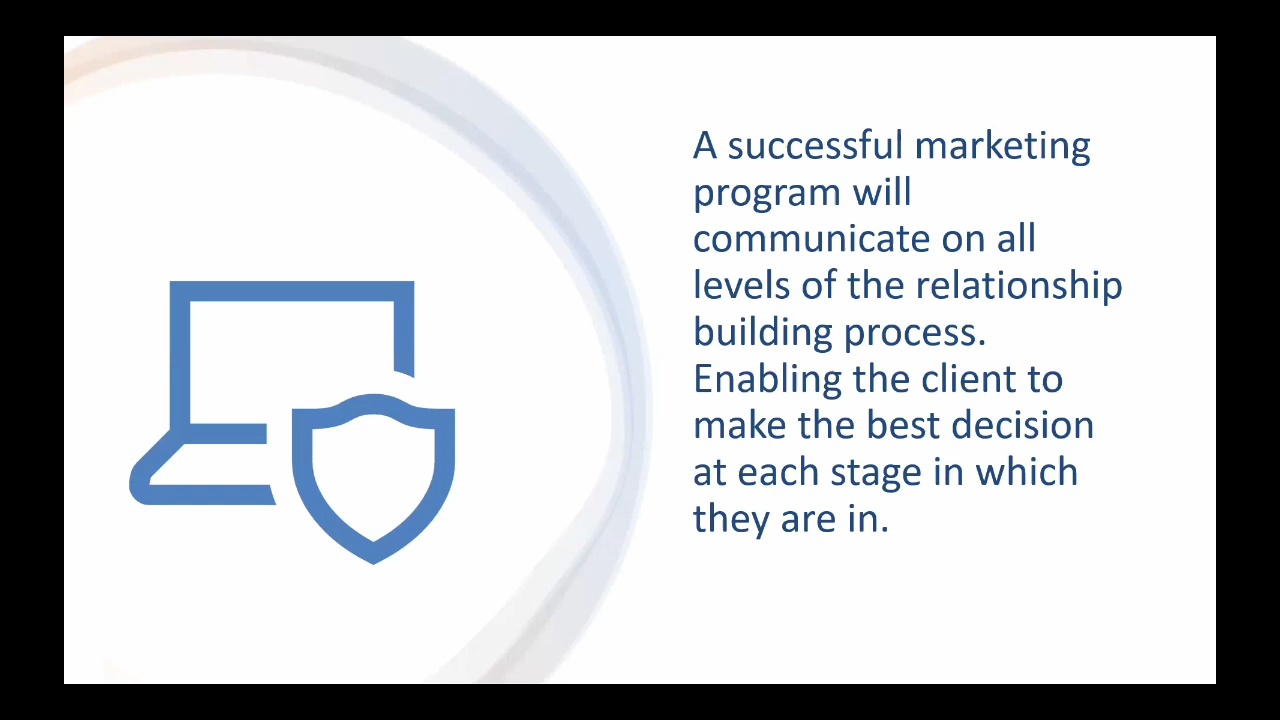 A successful marketing
program will
communicate on all
levels of the relationship
building process.
Enabling the client to
make the best decision
at each stage in which
they are in.